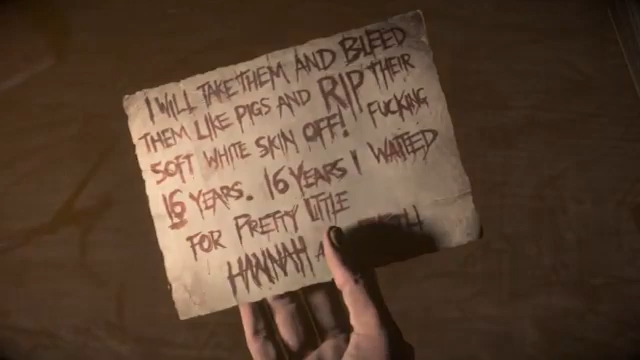 I WILL TAKE THEM AND BLEED
THEM LIKE PIGS AND RIP THEIR
SOFT WHITE SKIN OFF! FUCKING
16 YEARS. 16 YEARS I WAITED
FOR PRETTY LITTLE
HANNAH